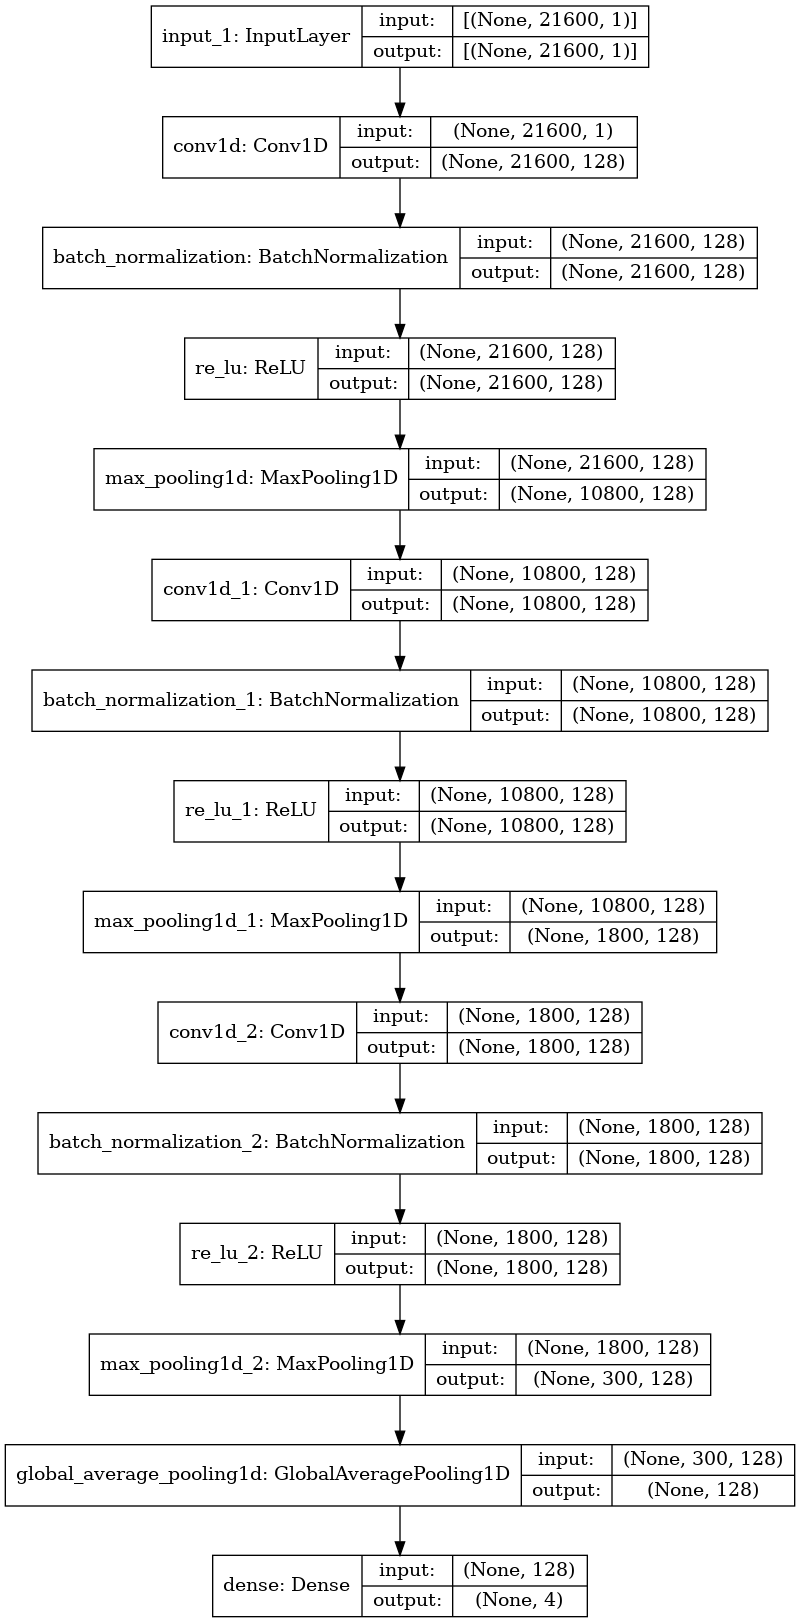 input_1: InputLayer
input: [(None, 21600, 1)]
output: [(None, 21600, 1)]
conv1d: Conv1D
input: (None, 21600, 1)
output: (None, 21600, 128)
batch_normalization: BatchNormalization
input: (None, 21600, 128)
output: (None, 21600, 128)
re_lu: ReLU
input: (None, 21600, 128)
output: (None, 21600, 128)
max_pooling1d: MaxPooling1D
input: (None, 21600, 128)
output: (None, 10800, 128)
conv1d_1: Conv1D
input: (None, 10800, 128)
output: (None, 10800, 128)
batch_normalization_1: BatchNormalization
input: (None, 10800, 128)
output: (None, 10800, 128)
re_lu_1: ReLU
input: (None, 10800, 128)
output: (None, 10800, 128)
max_pooling1d_1: MaxPooling1D
input: (None, 10800, 128)
output: (None, 1800, 128)
conv1d_2: Conv1D
input: (None, 1800, 128)
output: (None, 1800, 128)
batch_normalization_2: BatchNormalization
input: (None, 1800, 128)
output: (None, 1800, 128)
re_lu_2: ReLU
input: (None, 1800, 128)
output: (None, 1800, 128)
max_pooling1d_2: MaxPooling1D
input: (None, 1800, 128)
output: (None, 300, 128)
global_average_pooling1d: GlobalAveragePooling1D
input: (None, 300, 128)
output: (None, 128)
dense: Dense
input: (None, 128)
output: (None, 4)